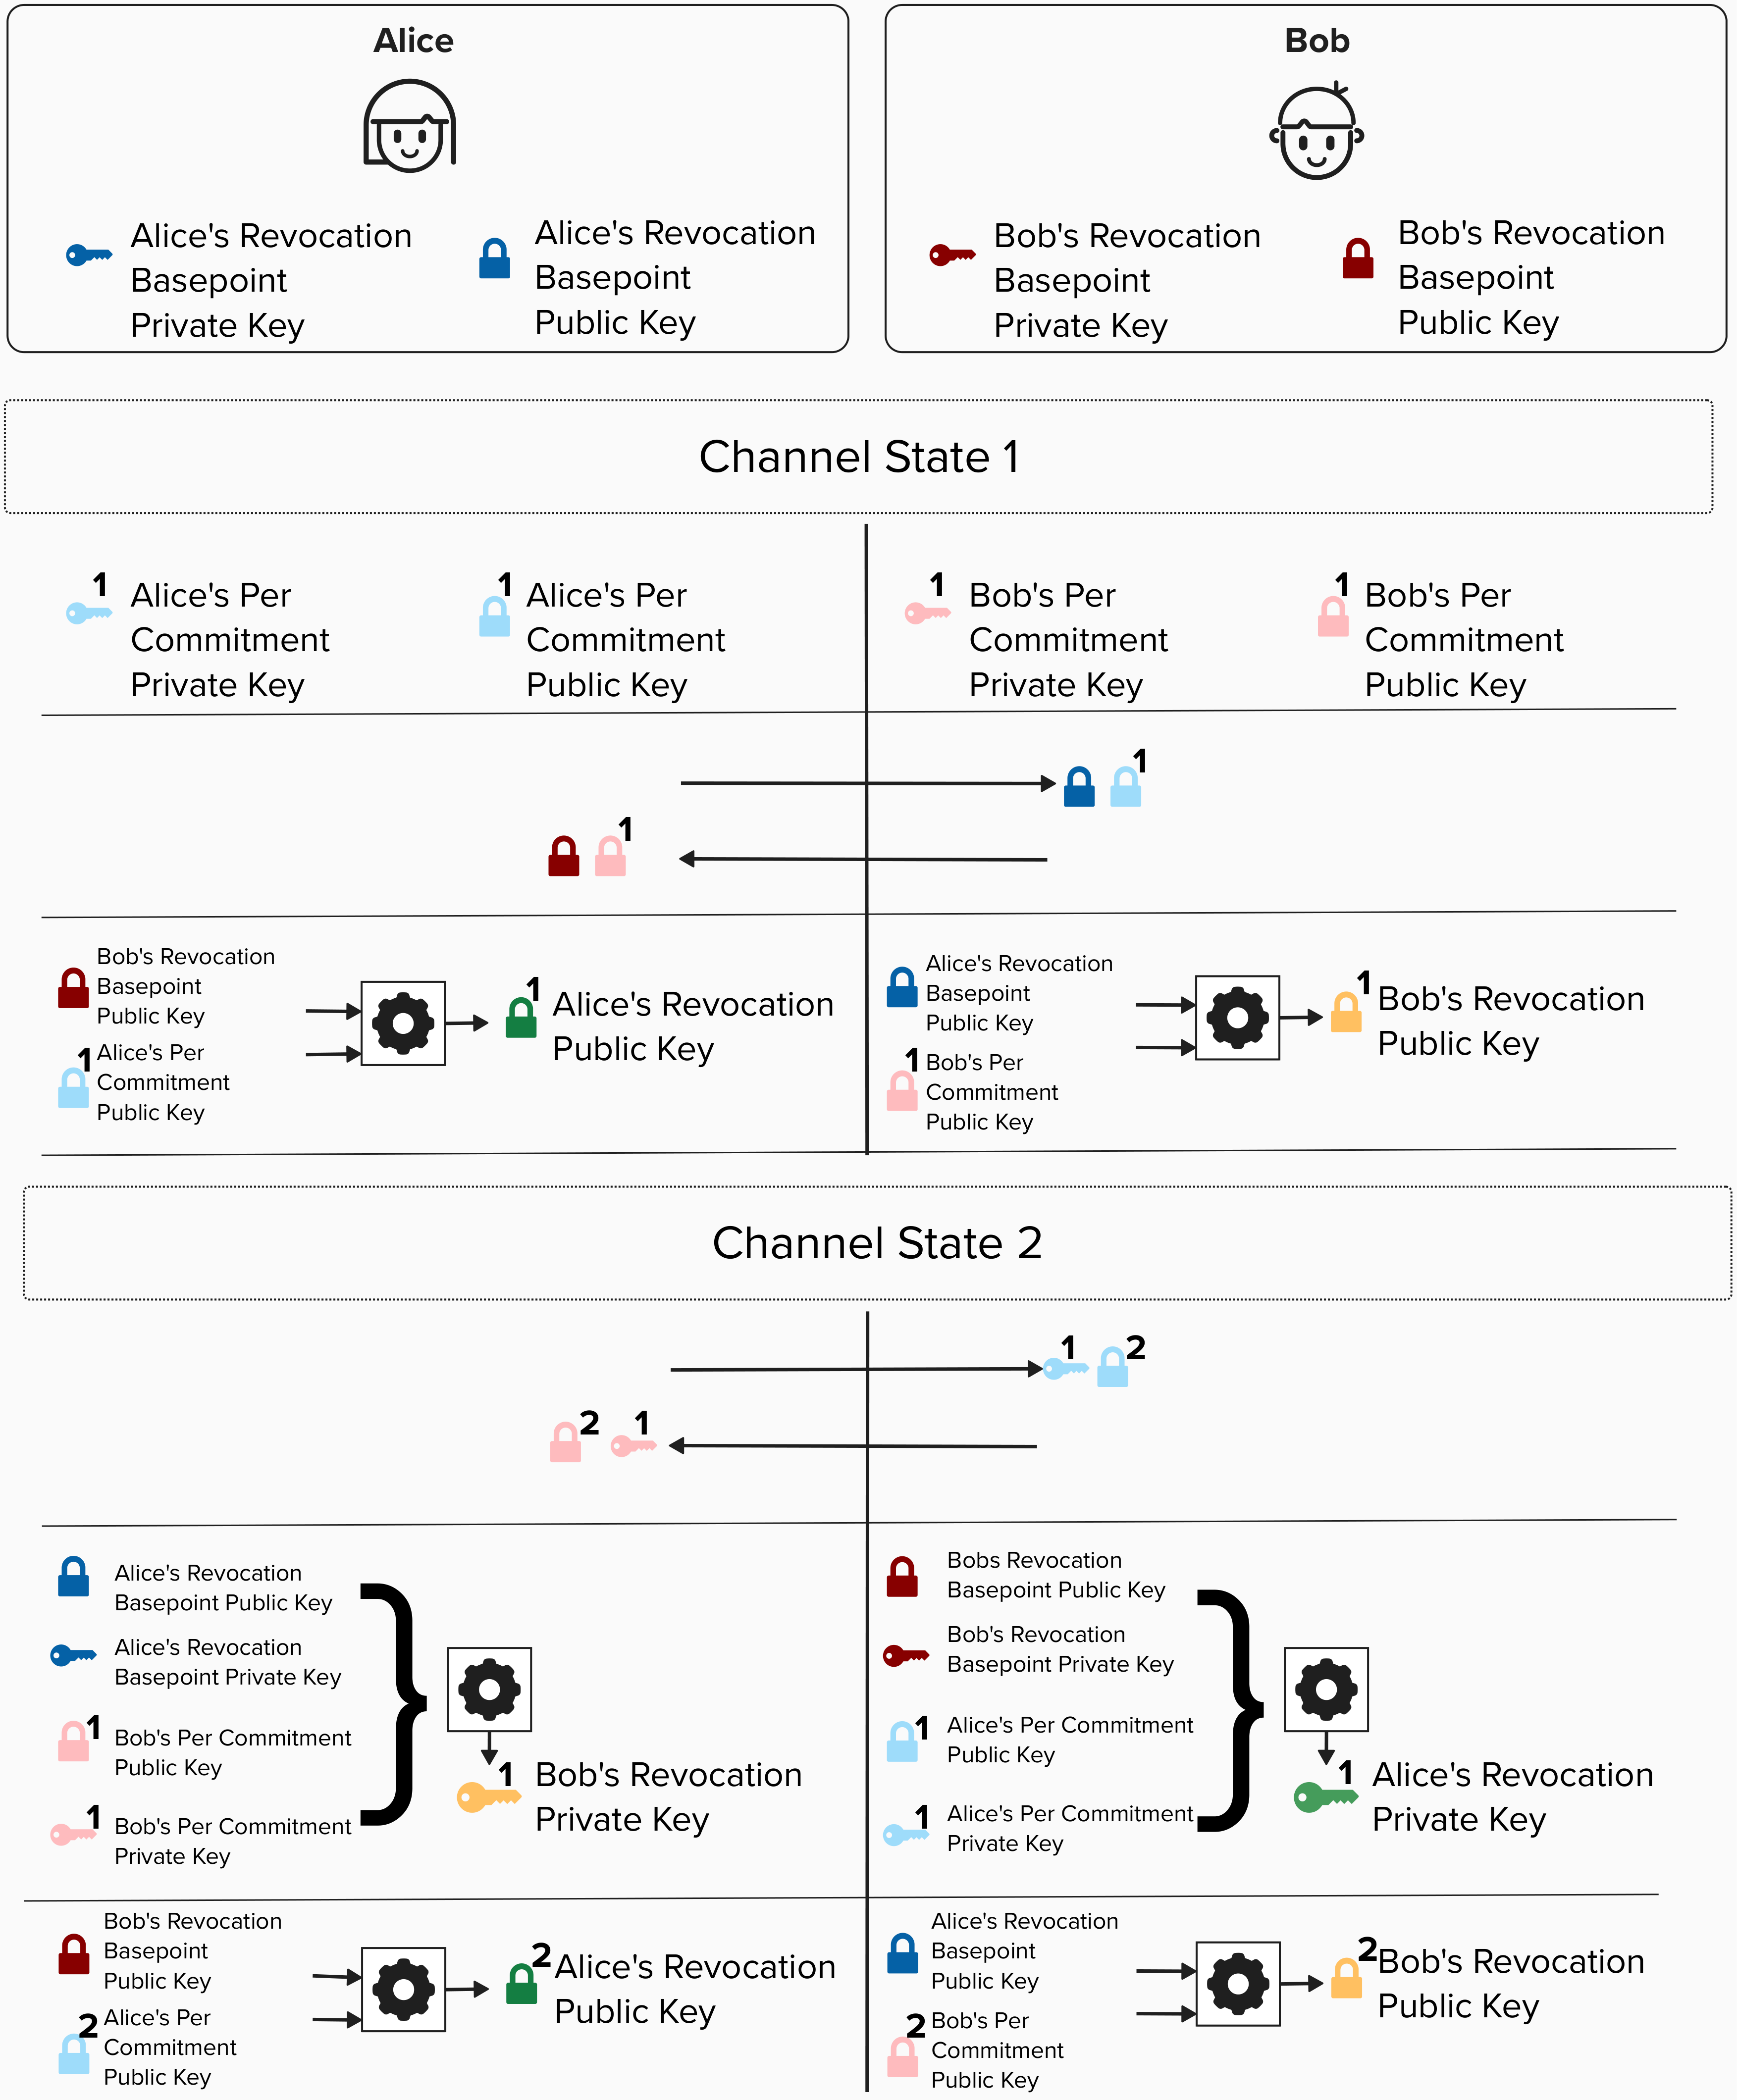 Alice
Bob
Alice's Revocation
Basepoint
Private Key
Alice's Revocation
Basepoint
Public Key
Bob's Revocation
Basepoint
Private Key
Bob's Revocation
Basepoint
Public Key
Channel State 1
1
Alice's Per
Commitment
Private Key
1
Alice's Per
Commitment
Public Key
1
Bob's Per
Commitment
Private Key
1
Bob's Per
Commitment
Public Key
1
1
Bob's Revocation
Basepoint
Public Key
1
Alice's Per
Commitment
Public Key
1
Alice's Revocation
Public Key
Alice's Revocation
Basepoint
Public Key
1
Bob's Per
Commitment
Public Key
1
Bob's Revocation
Public Key
Channel State 2
1
2
2
1
Alice's Revocation
Basepoint Public Key
Alice's Revocation
Basepoint Private Key
1
Bob's Per Commitment
Public Key
1
Bob's Per Commitment
Private Key
1
Bob's Revocation
Private Key
Bobs Revocation
Basepoint Public Key
Bob's Revocation
Basepoint Private Key
1
Alice's Per Commitment
Public Key
1
Alice's Per Commitment
Private Key
1
Alice's Revocation
Private Key
Bob's Revocation
Basepoint
Public Key
2
Alice's Per
Commitment
Public Key
2
Alice's Revocation
Public Key
Alice's Revocation
Basepoint
Public Key
2
Bob's Per
Commitment
Public Key
2
Bob's Revocation
Public Key